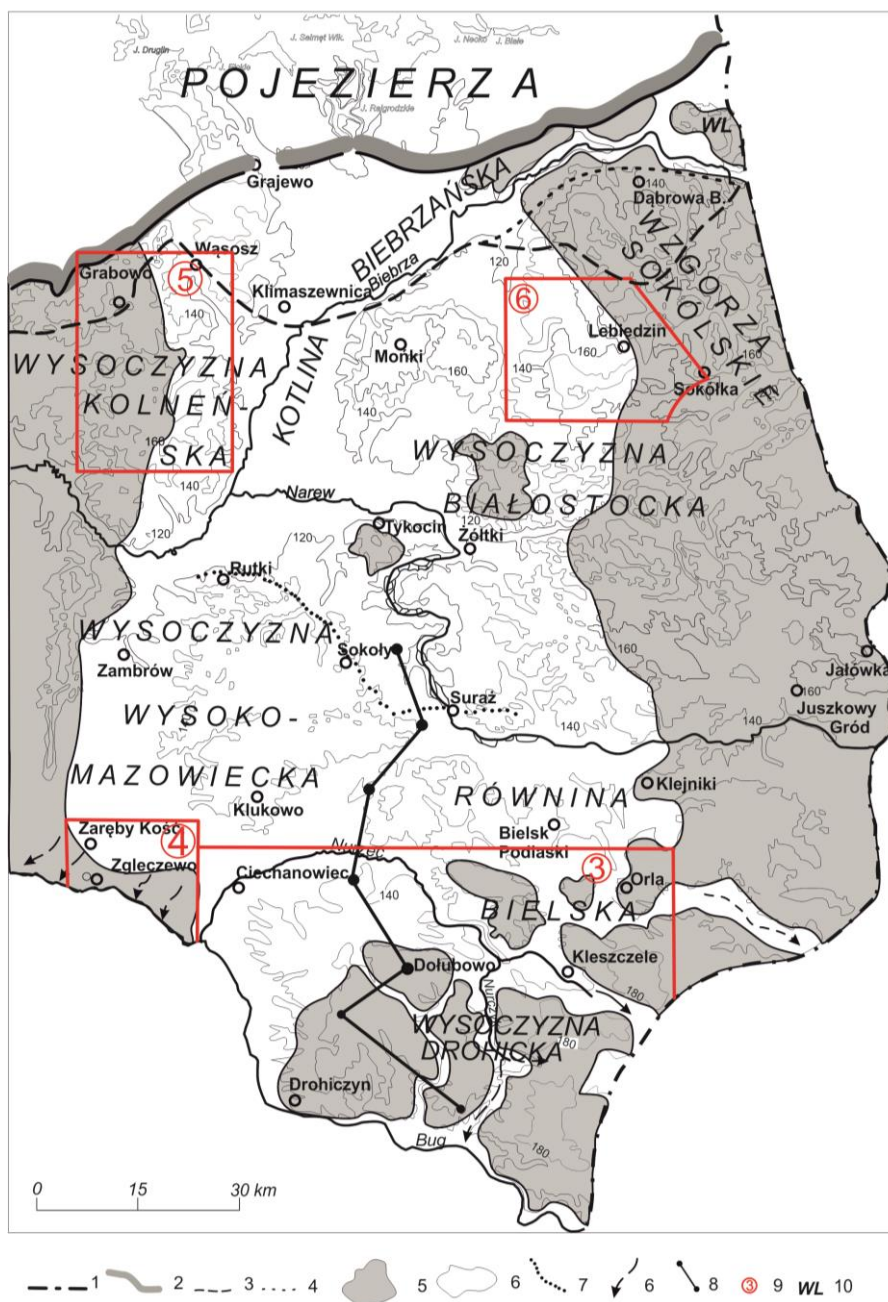 J. Druglin
J. Selmęt Wlk.
J. Necko
J. Białe
POJEZIERZA
J. Rajgrodzkie
WL
Grajewo
140
Dąbrowa B.
BIEBRZAŃSKA
Biebrza
WZGÓRZA
SOKÓLSKIE
Wąsosz
120
Grabowo
⑤
Klimaszewnica
⑥
140
Lebiedzin
160
Mońki
160
140
160
Sokółka
WYSOCZYZNA
KOLNEŃ-
SKA
KOTLINA
140
160
140
WYSOCZYZNA
BIAŁOSTOCKA
Narew
120
120
Tykocin
120
Żółtki
Rutki
WYSOCZYZNA
Sokoły
160
Zambrów
Jałówka
Suraż
160
Juszkowy
Gród
WYSOKO-
140
140
MAZOWIECKA
RÓWNINA
Klejniki
Klukowo
Bielsk
Podlaski
Zaręby Kość.
④
Nurzec
③
Zgleczewo
Ciechanowiec
140
Orla
BIELSKA
Kleszczele
Dołubowo
180
WYSOCZYZNA
DROHICKA
180
Drohiczyn
Bug
180
0 15 30 km
1 2 3 4 5 6 7 6 8 ③ 9 WL 10